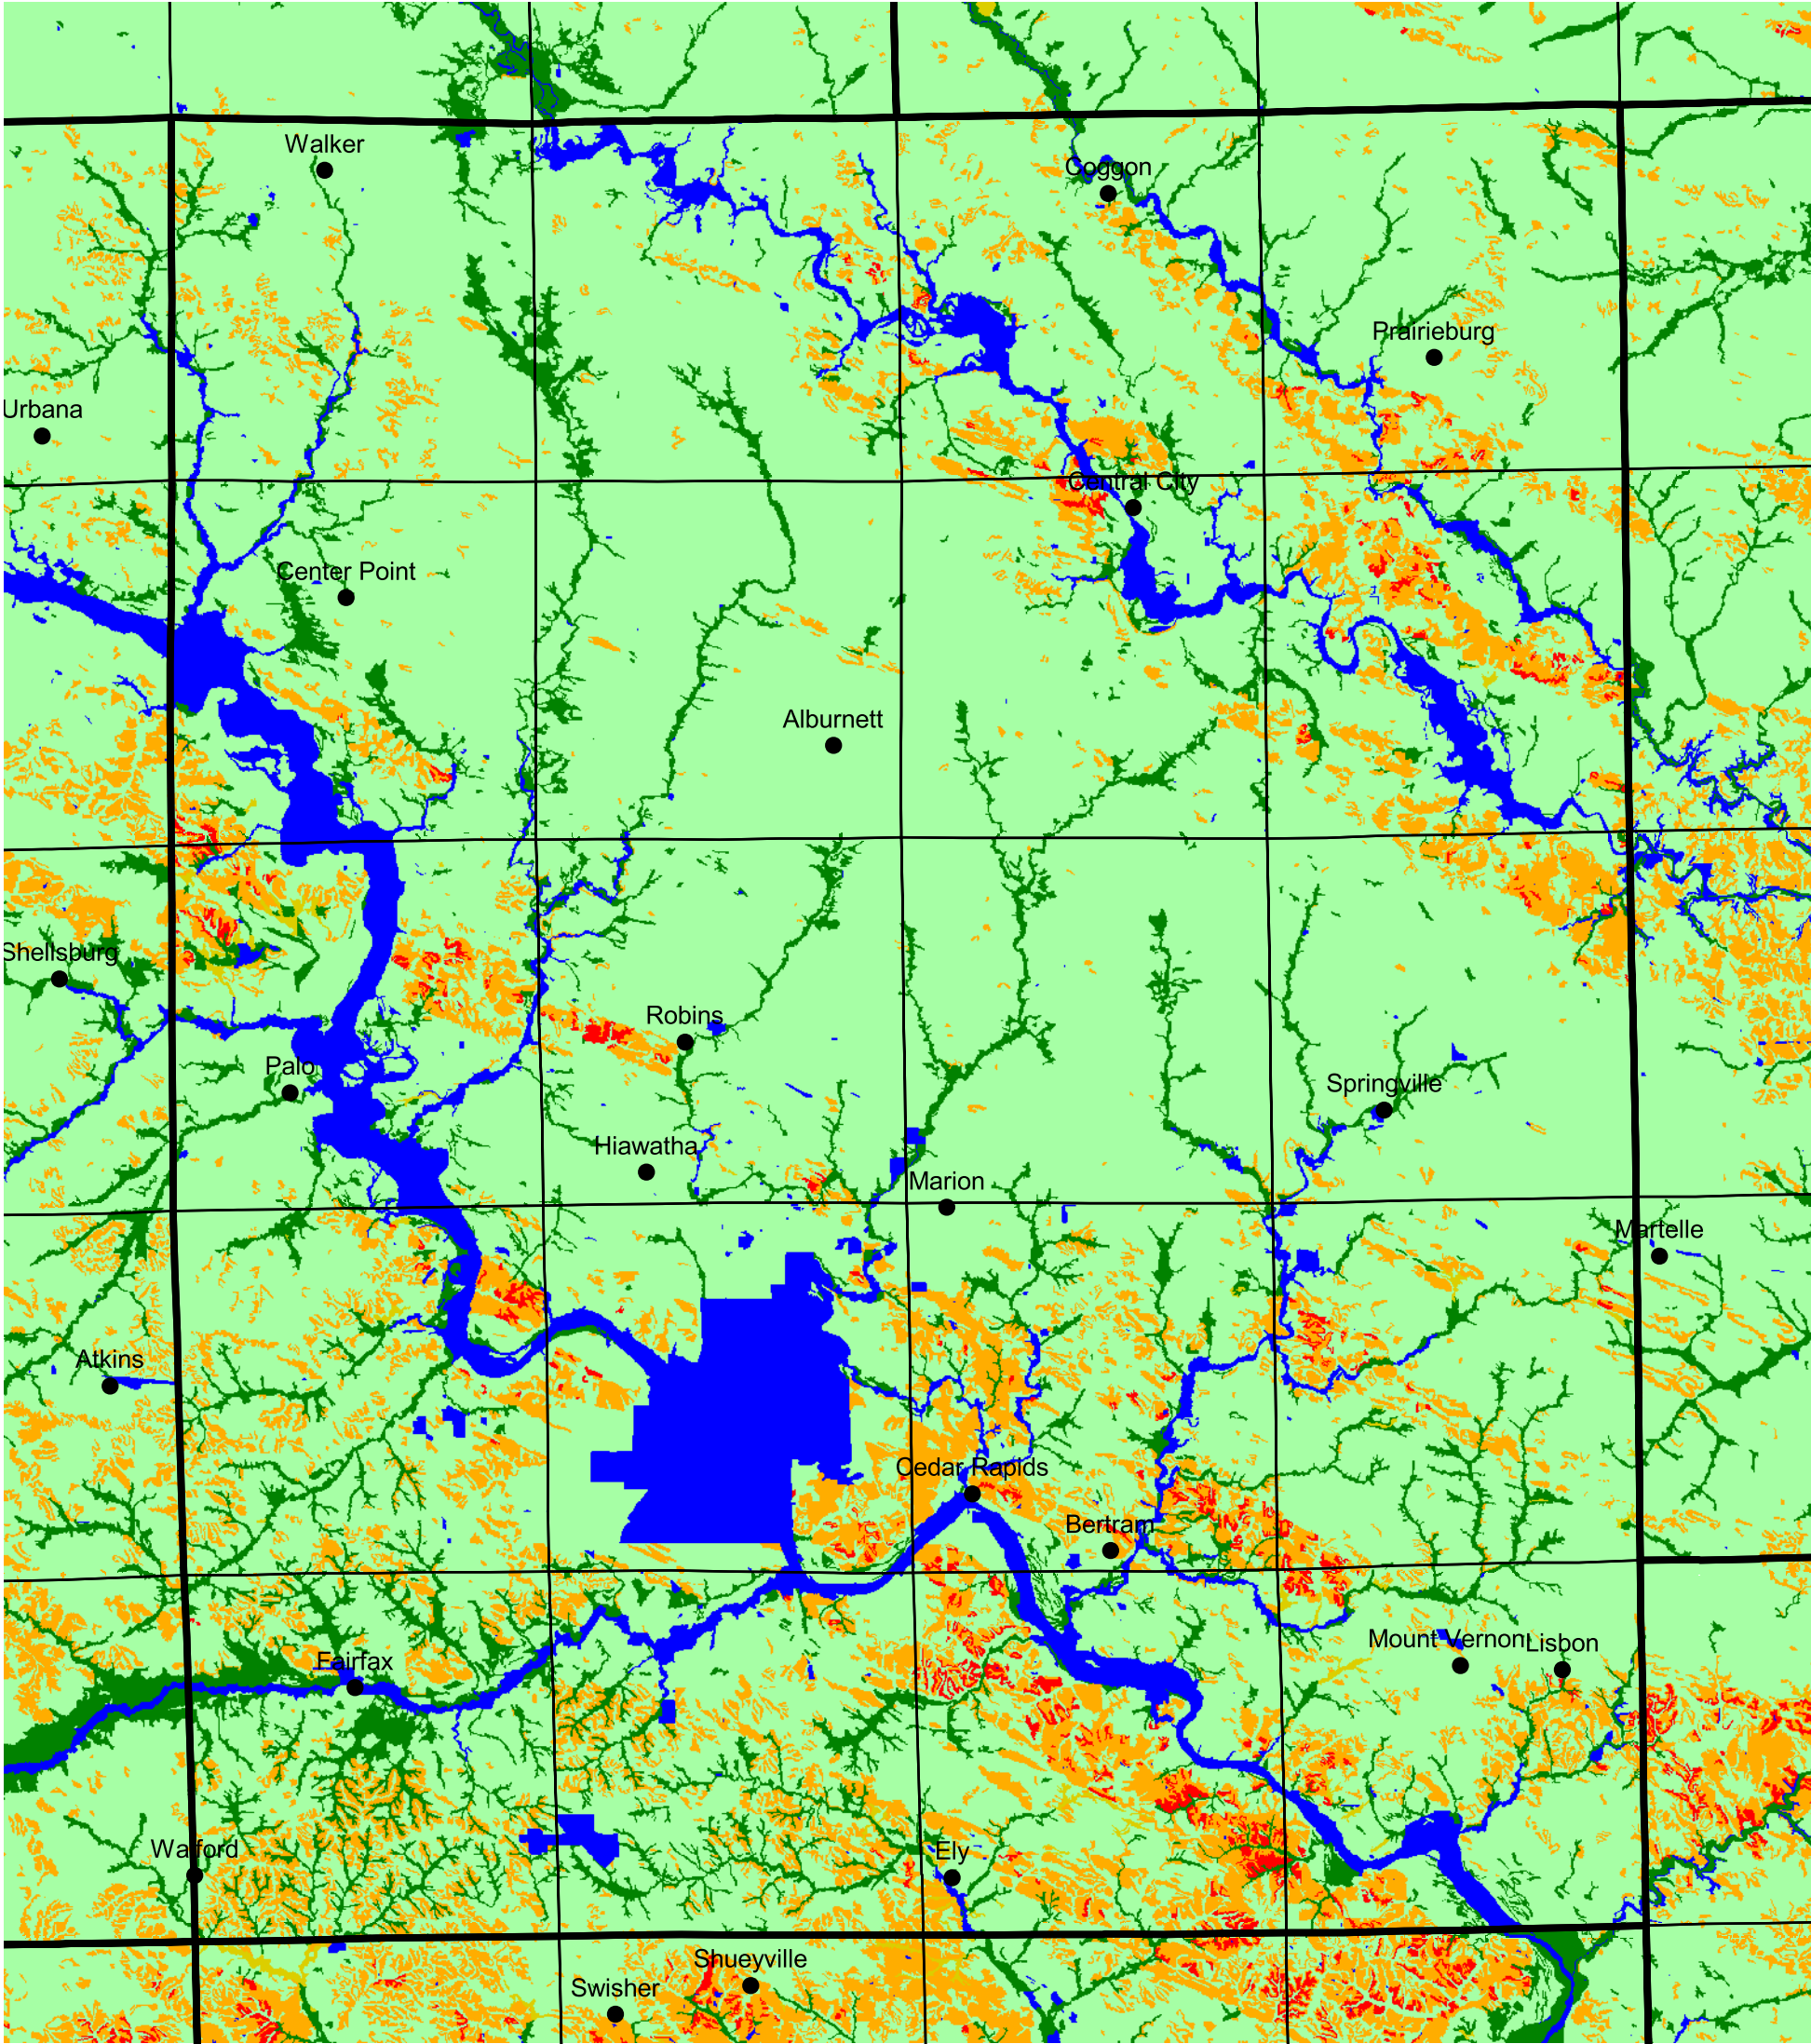 Walker
Coggon
Prairieburg
Urbana
Central City
Center Point
Alburnett
Shellsburg
Robins
Palo
Springville
Hiawatha
Marion
Martelle
Atkins
Cedar Rapids
Bertram
Mount Vernon
Lisbon
Fairfax
Walford
Ely
Shueyville
Swisher